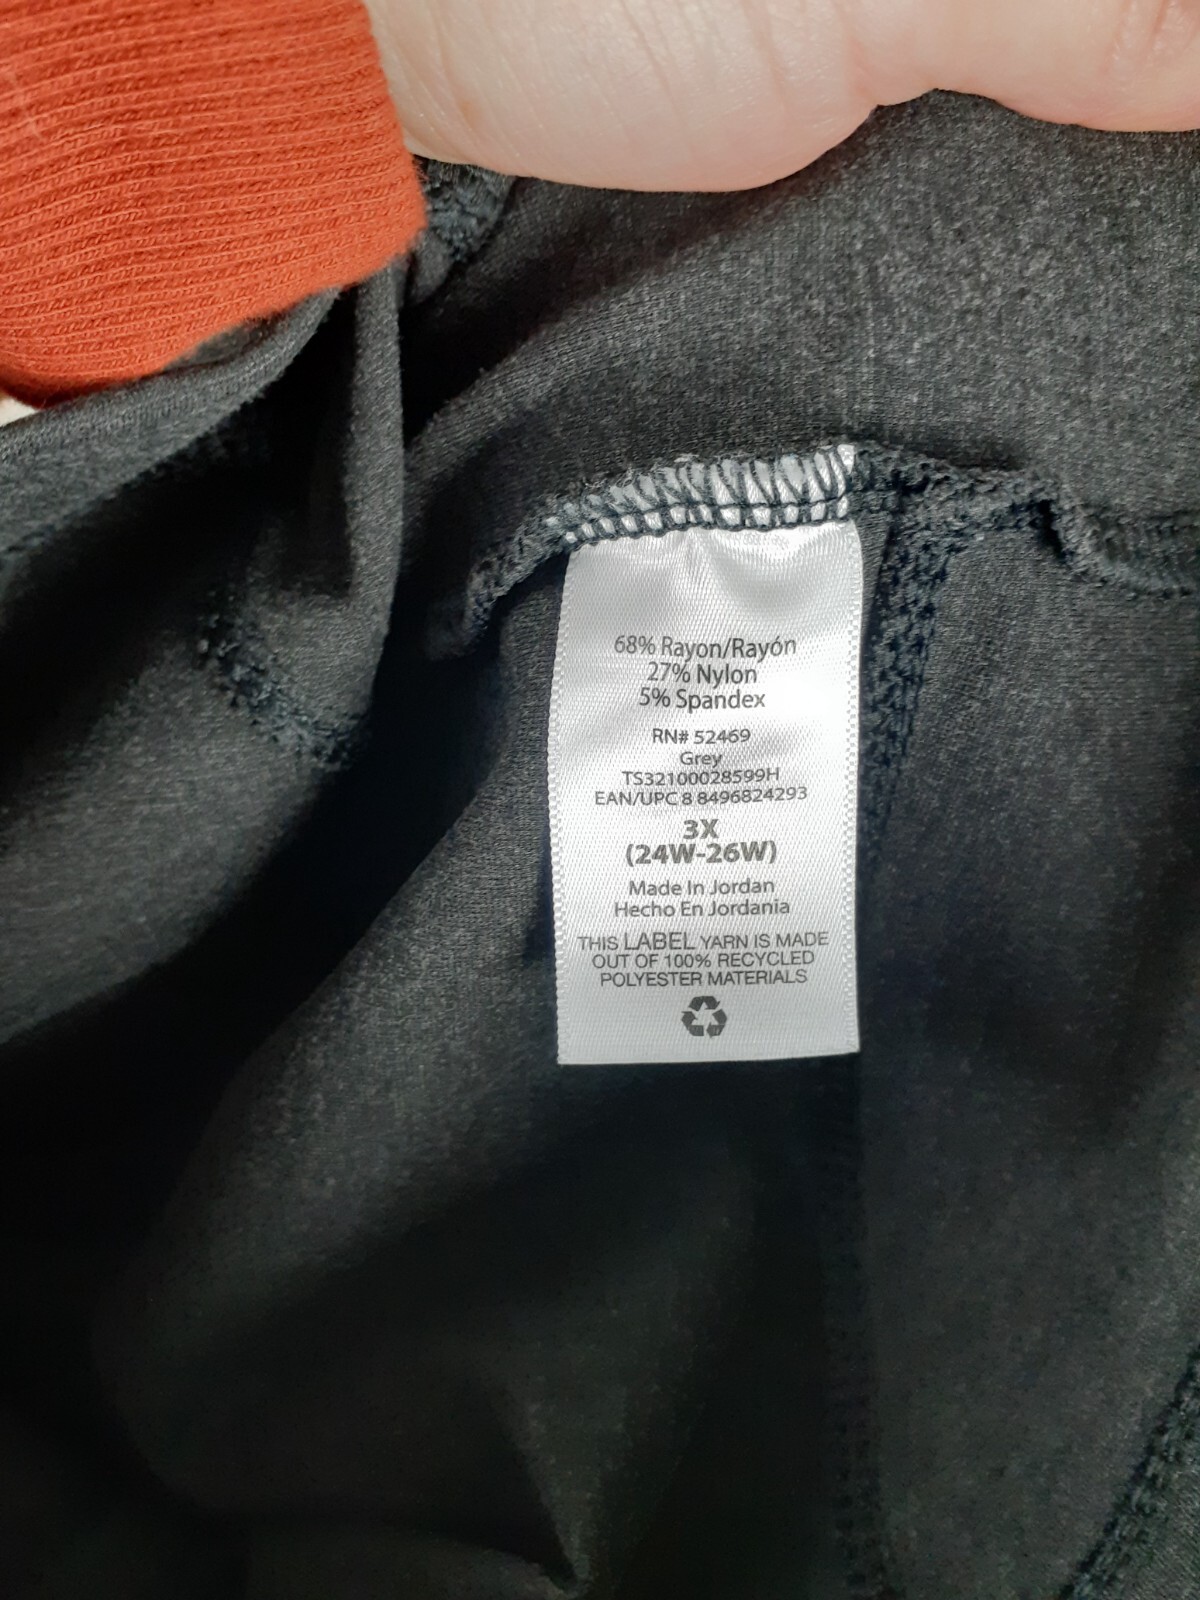 68% Rayon/Rayón
27% Nylon
5% Spandex
RN# 52469
Grey
TS32100028599H
EAN/UPC 8 8496824293
3X
(24W-26W)
Made In Jordan
Hecho En Jordania
THIS LABEL YARN IS MADE
OUT OF 100% RECYCLED
POLYESTER MATERIALS